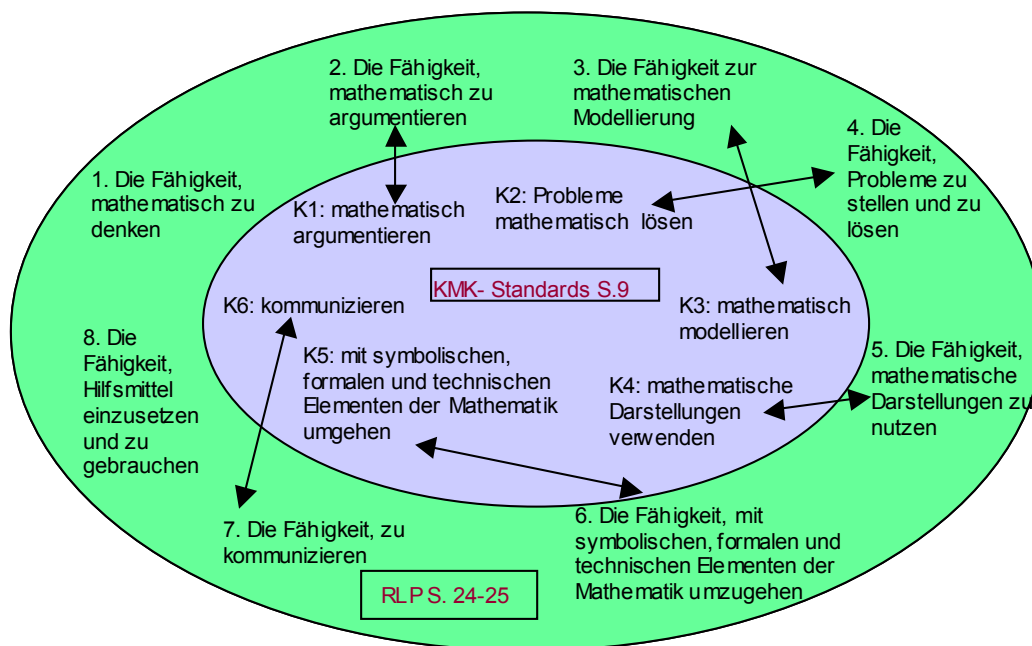 2. Die Fähigkeit,
mathematisch zu
argumentieren
3. Die Fähigkeit zur
mathematischen
Modellierung
4. Die
Fähigkeit,
Probleme zu
stellen und zu
lösen
1. Die Fähigkeit,
mathematisch zu
denken
K1: mathematisch
argumentieren
K2: Probleme
mathematisch lösen
KMK- Standards S.9
K6: kommunizieren
K3: mathematisch
modellieren
8. Die
Fähigkeit,
Hilfsmittel
einzusetzen
und zu
gebrauchen
K5: mit symbolischen,
formalen und technischen
Elementen der Mathematik
umgehen
K4: mathematische
Darstellungen
verwenden
5. Die Fähigkeit,
mathematische
Darstellungen zu
nutzen
7. Die Fähigkeit, zu
kommunizieren
6. Die Fähigkeit, mit
symbolischen, formalen und
technischen Elementen der
Mathematik umzugehen
RLP S. 24-25